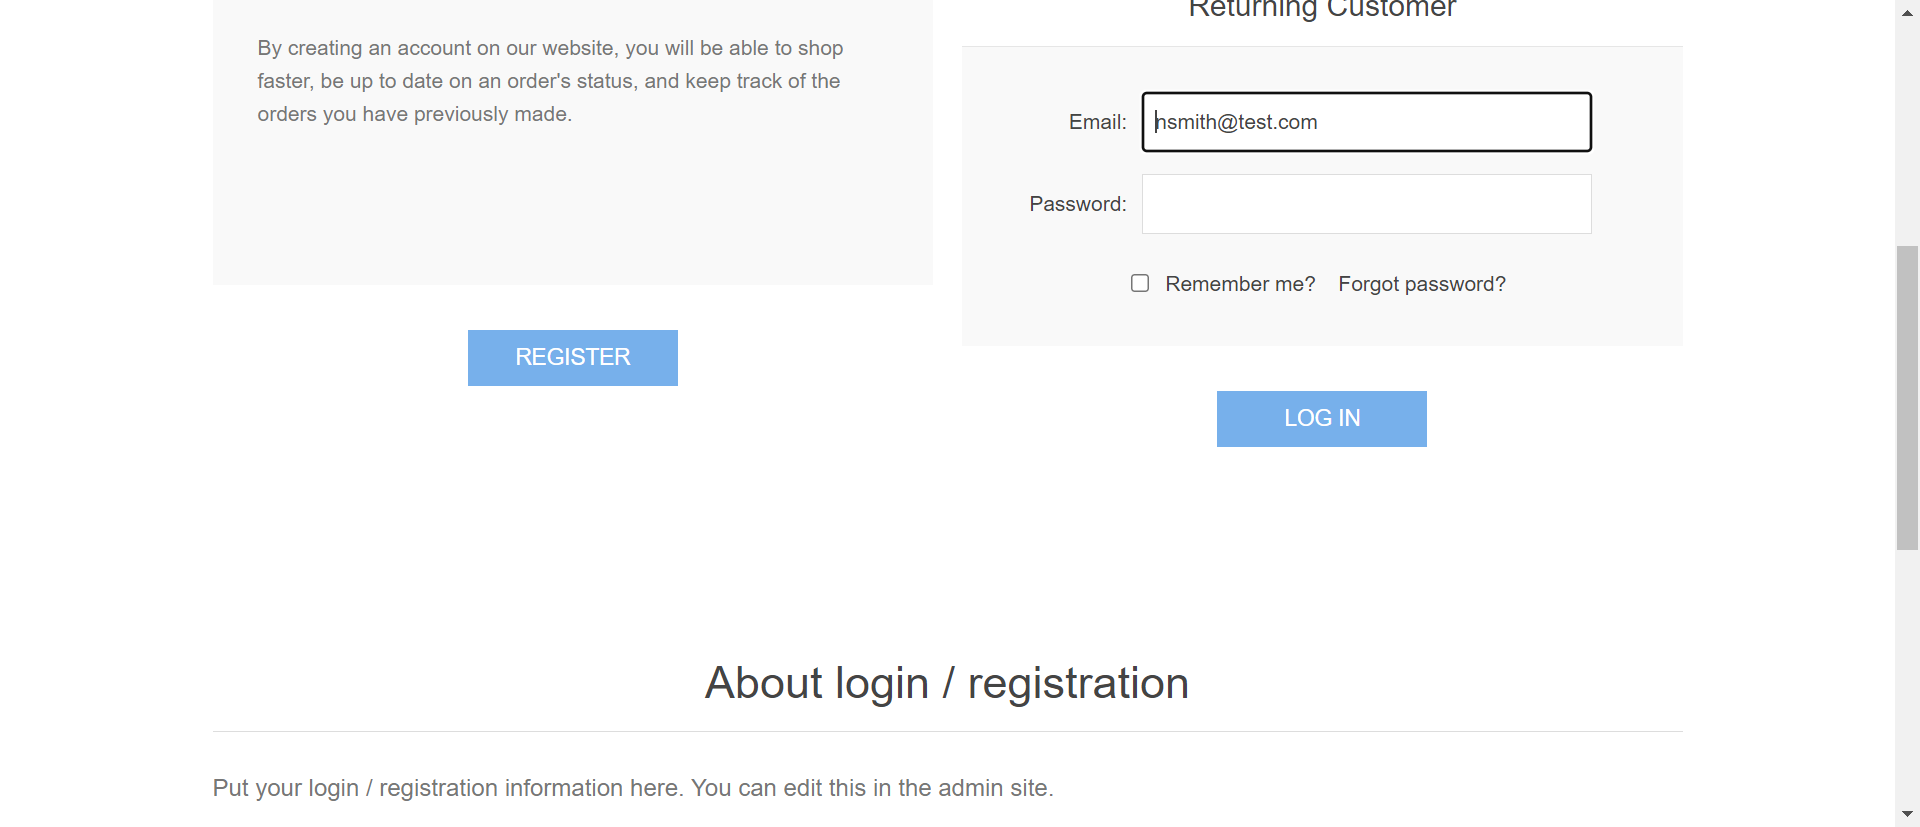 Returning Customer
By creating an account on our website, you will be able to shop
faster, be up to date on an order's status, and keep track of the
orders you have previously made.
REGISTER
Email: nsmith@test.com
Password:
Remember me? Forgot password?
LOG IN
About login / registration
Put your login / registration information here. You can edit this in the admin site.